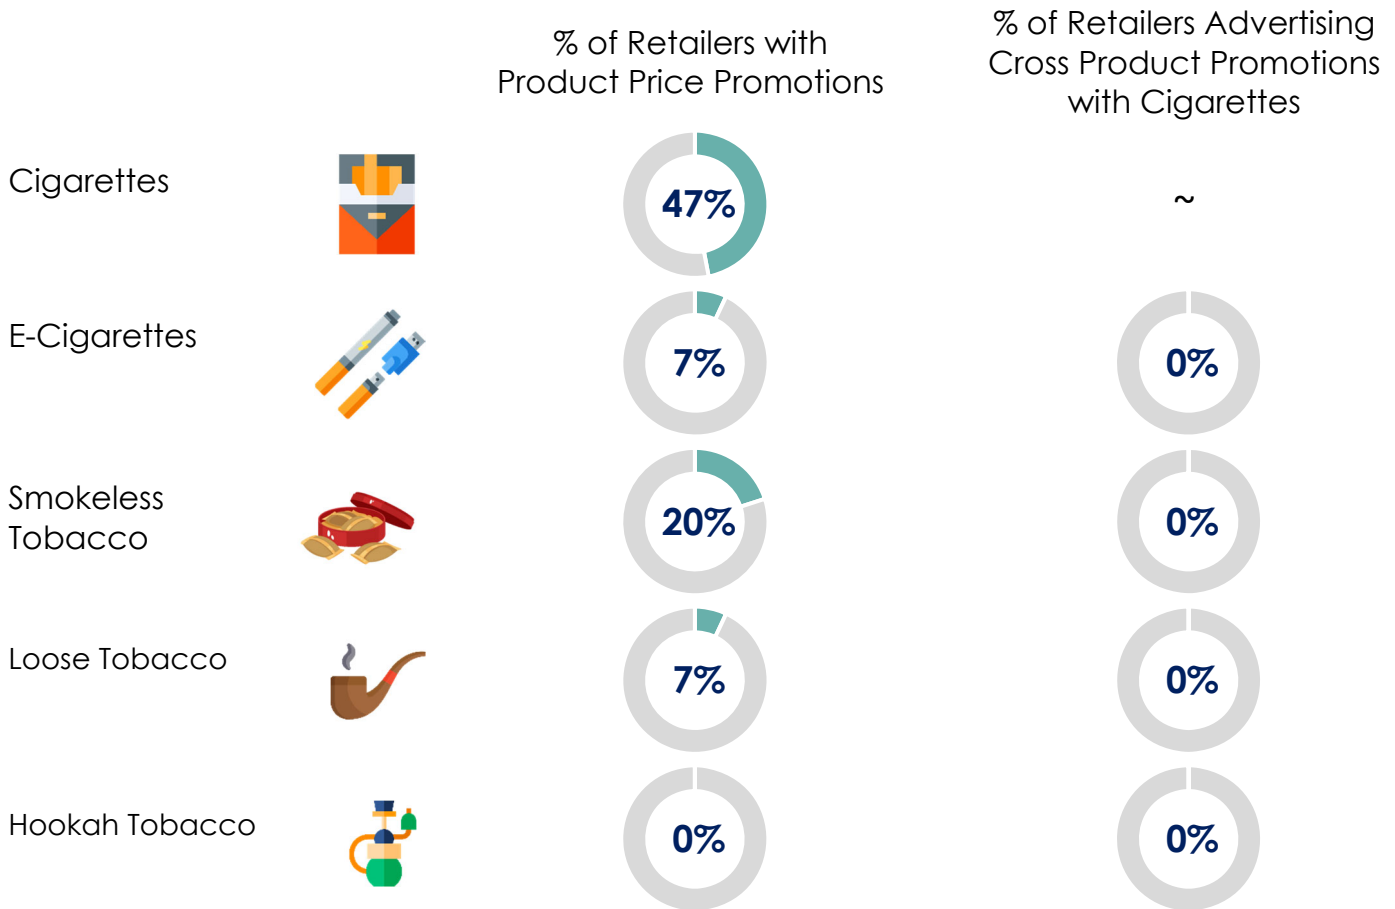 % of Retailers with
Product Price Promotions
% of Retailers Advertising
Cross Product Promotions
with Cigarettes
Cigarettes
47%
~
E-Cigarettes
7%
0%
Smokeless
Tobacco
20%
0%
Loose Tobacco
7%
0%
Hookah Tobacco
0%
0%